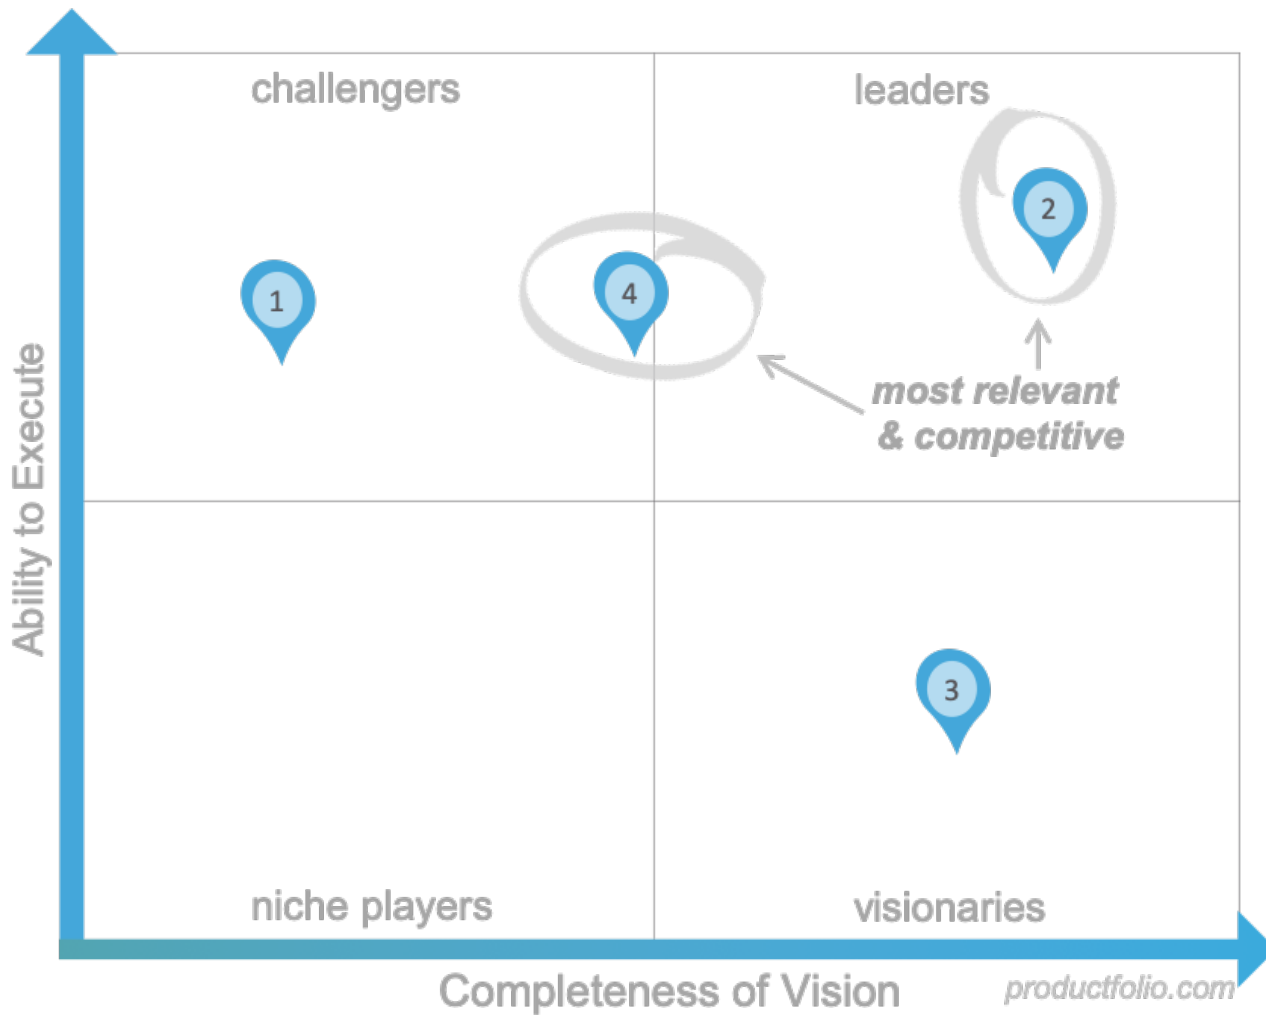 challengers
leaders
2
4
1
most relevant
& competitive
Ability to Execute
3
niche players
visionaries
Completeness of Vision
productfolio.com